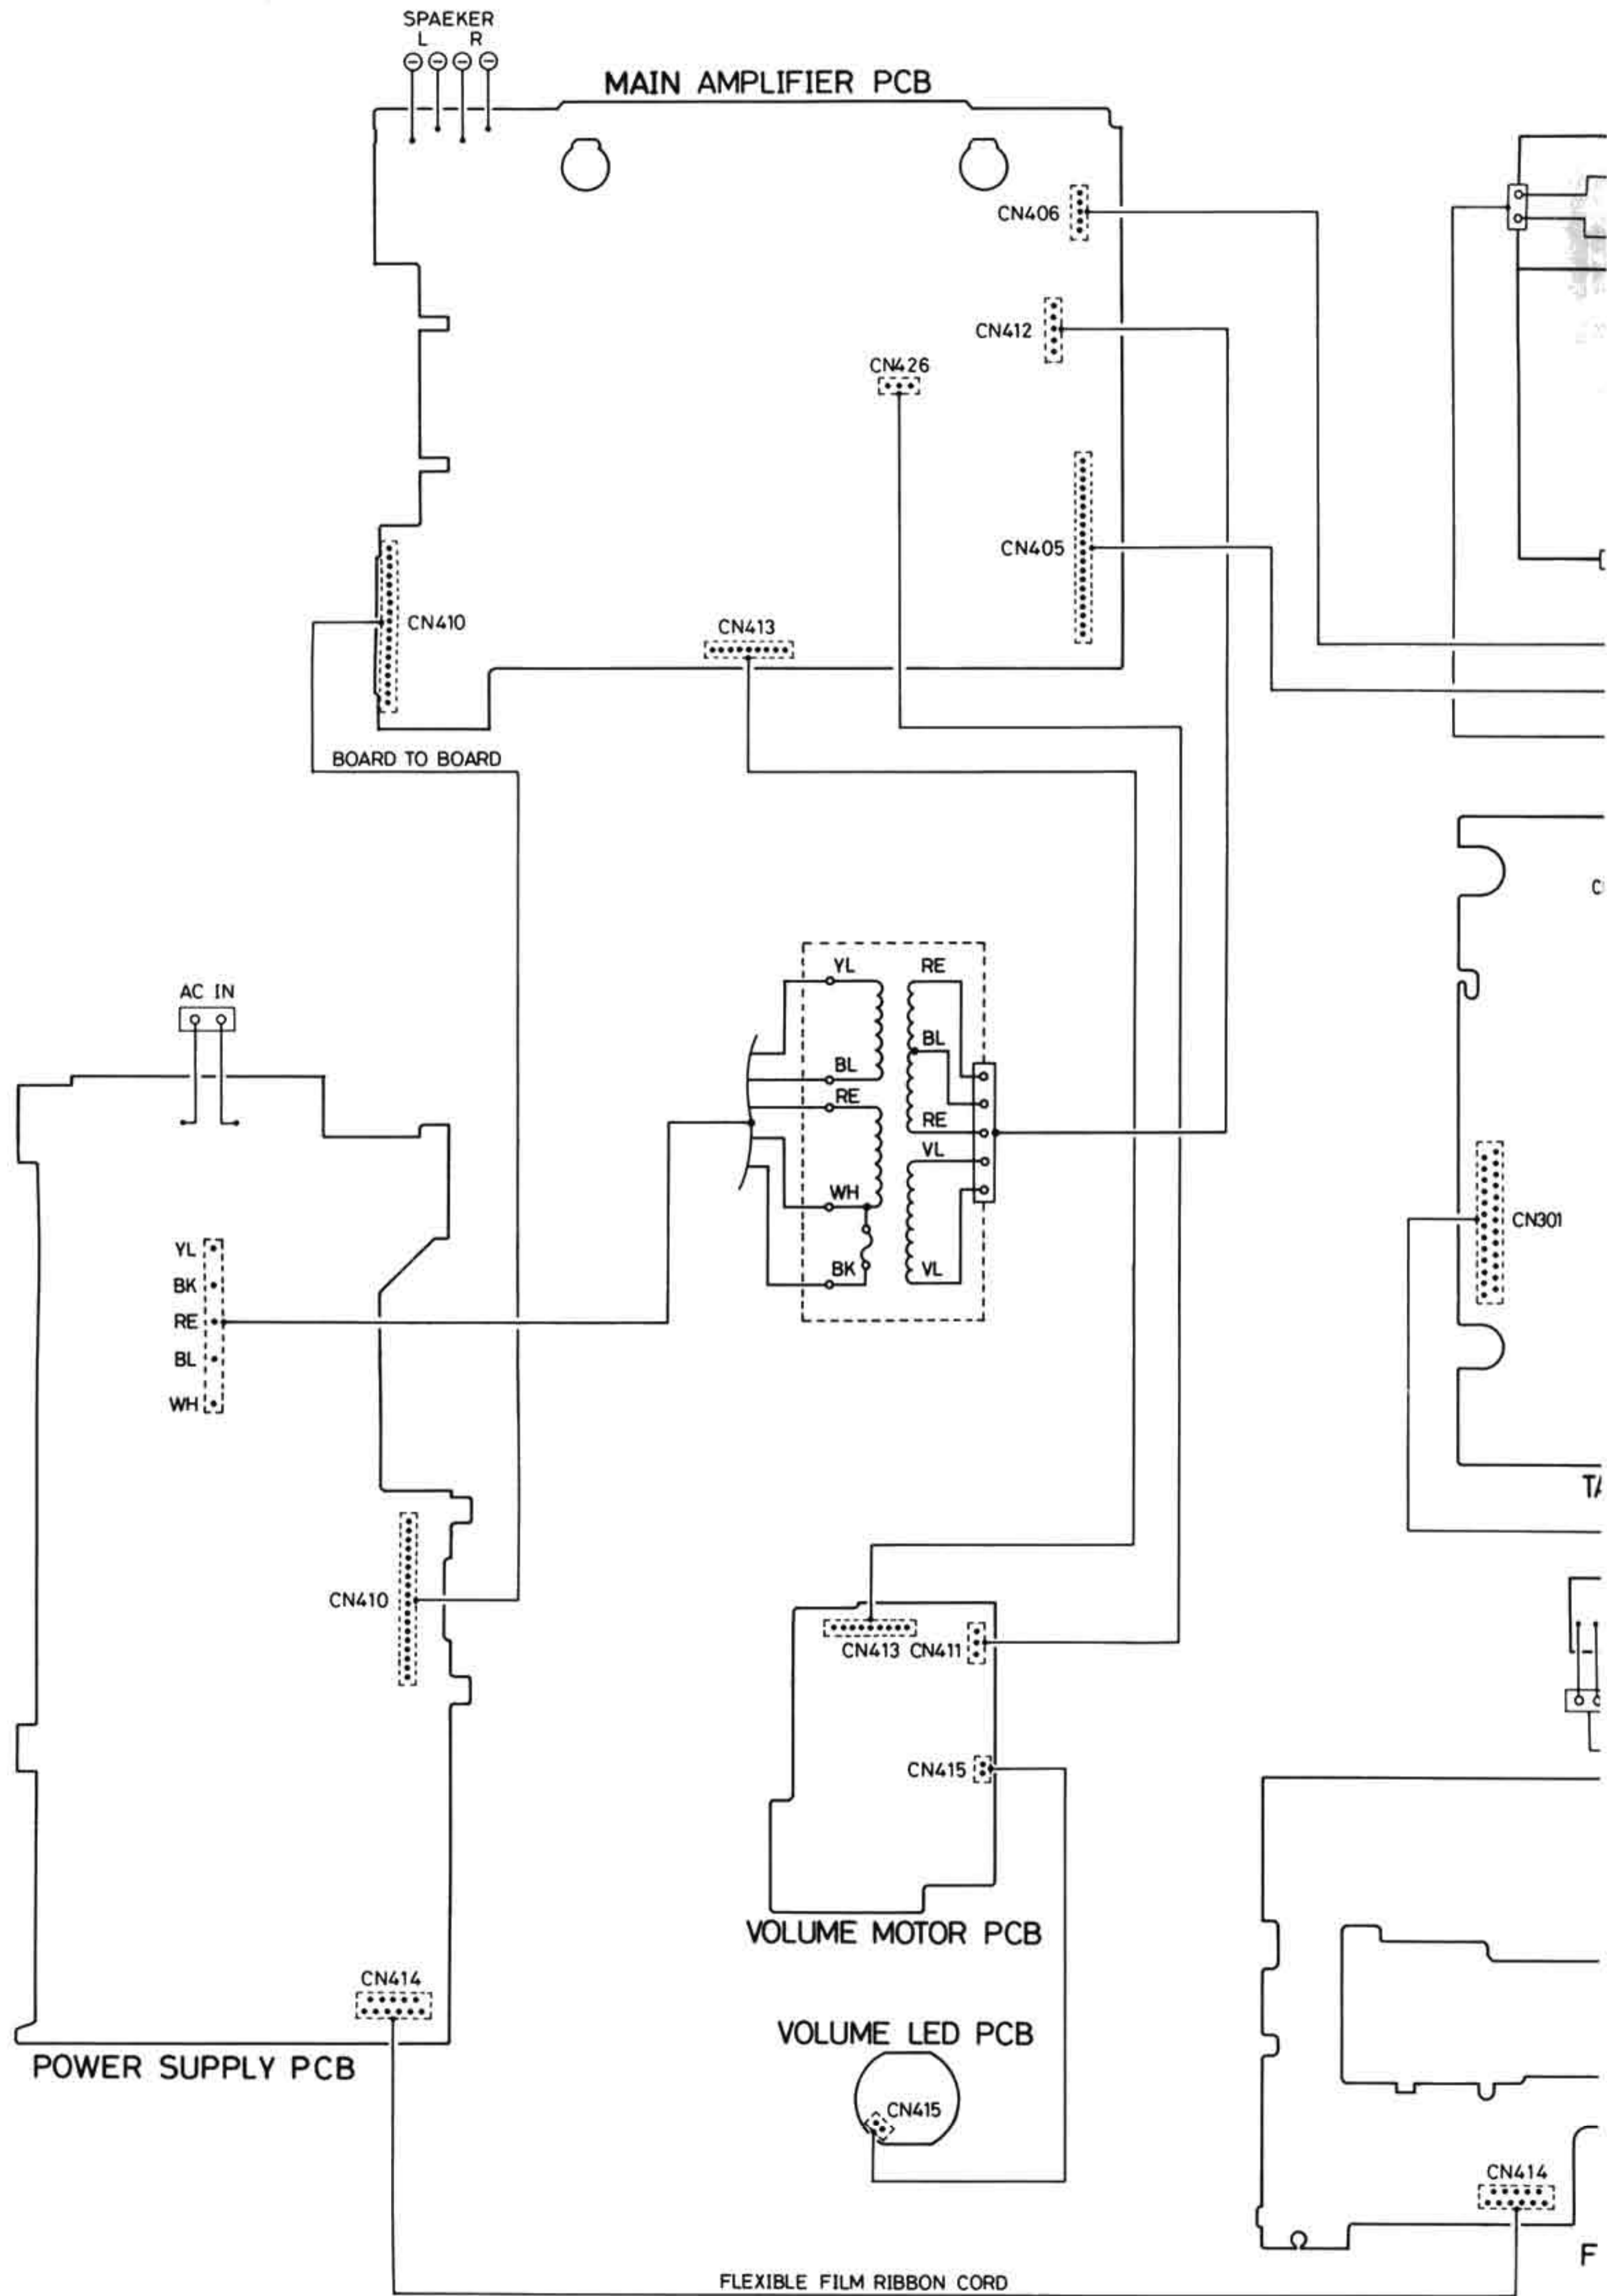 SPAEKER
L R
MAIN AMPLIFIER PCB
CN406
CN412
CN426
CN405
CN410
CN413
BOARD TO BOARD
AC IN
YL RE
BL
BL
RE
RE
VL
WH
BK VL
YL
BK
RE
BL
WH
CN301
CN410
CN413 CN411
CN415
VOLUME MOTOR PCB
CN414
POWER SUPPLY PCB
VOLUME LED PCB
CN415
CN414
F
FLEXIBLE FILM RIBBON CORD